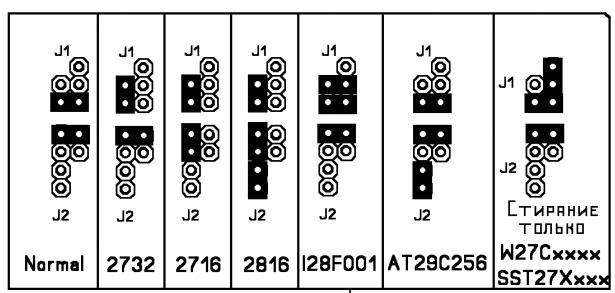 J1
J2
Normal
J1
J2
2732
J1
J2
2716
J1
J2
2816
J1
J2
I28F001
J1
J2
AT29C256
J1
J2
Стирание
только
W27Cxxxx
SST27Xxxx